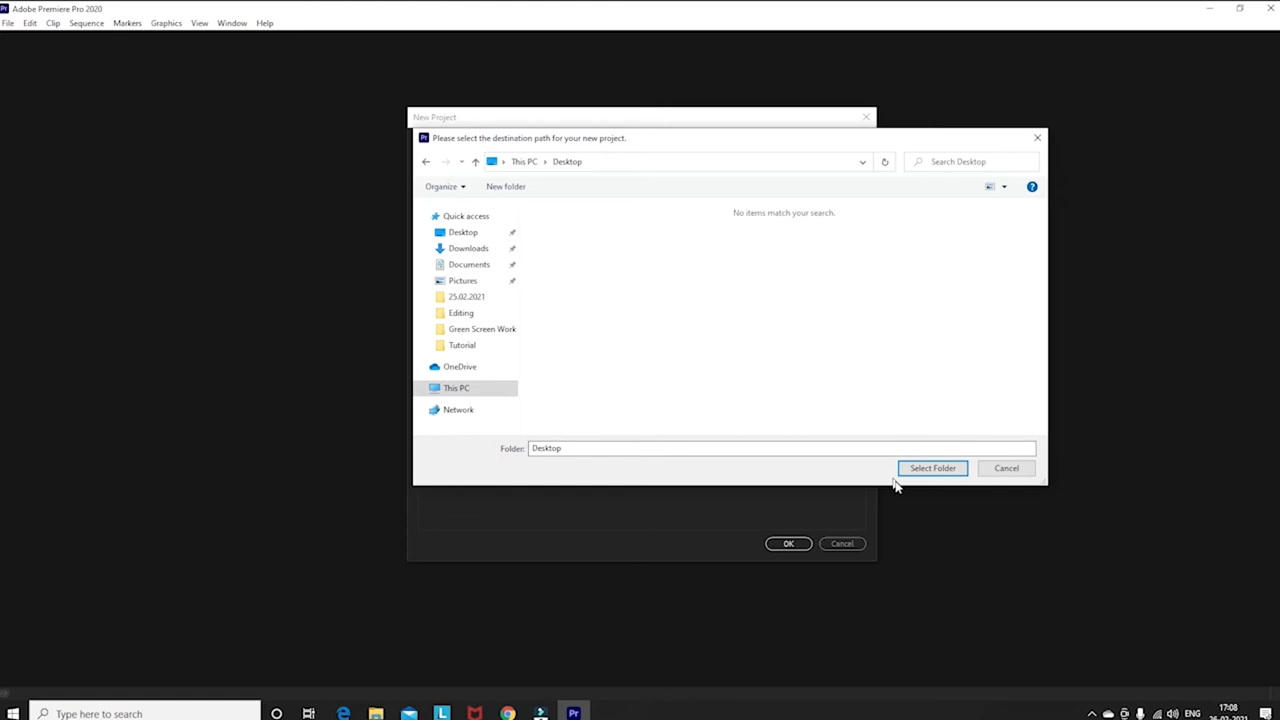 Adobe Premiere Pro 2020
File Edit Clip Sequence Markers Graphics View Window Help
New Project
Please select the destination path for your new project.
This PC > Desktop
Search Desktop
Organize New folder
No items match your search.
Quick access
Desktop
Downloads
Documents
Pictures
25.02.2021
Editing
Green Screen Work
Tutorial
OneDrive
This PC
Network
Folder: Desktop
Select Folder Cancel
OK Cancel
Type here to search
ENG
17:08
26-02-2021